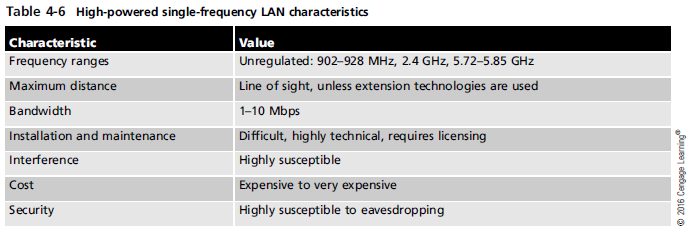 Table 4-6 High-powered single-frequency LAN characteristics
Characteristic Value
Frequency ranges Unregulated: 902–928 MHz, 2.4 GHz, 5.72–5.85 GHz
Maximum distance Line of sight, unless extension technologies are used
Bandwidth 1–10 Mbps
Installation and maintenance Difficult, highly technical, requires licensing
Interference Highly susceptible
Cost Expensive to very expensive
Security Highly susceptible to eavesdropping
© 2016 Cengage Learning®